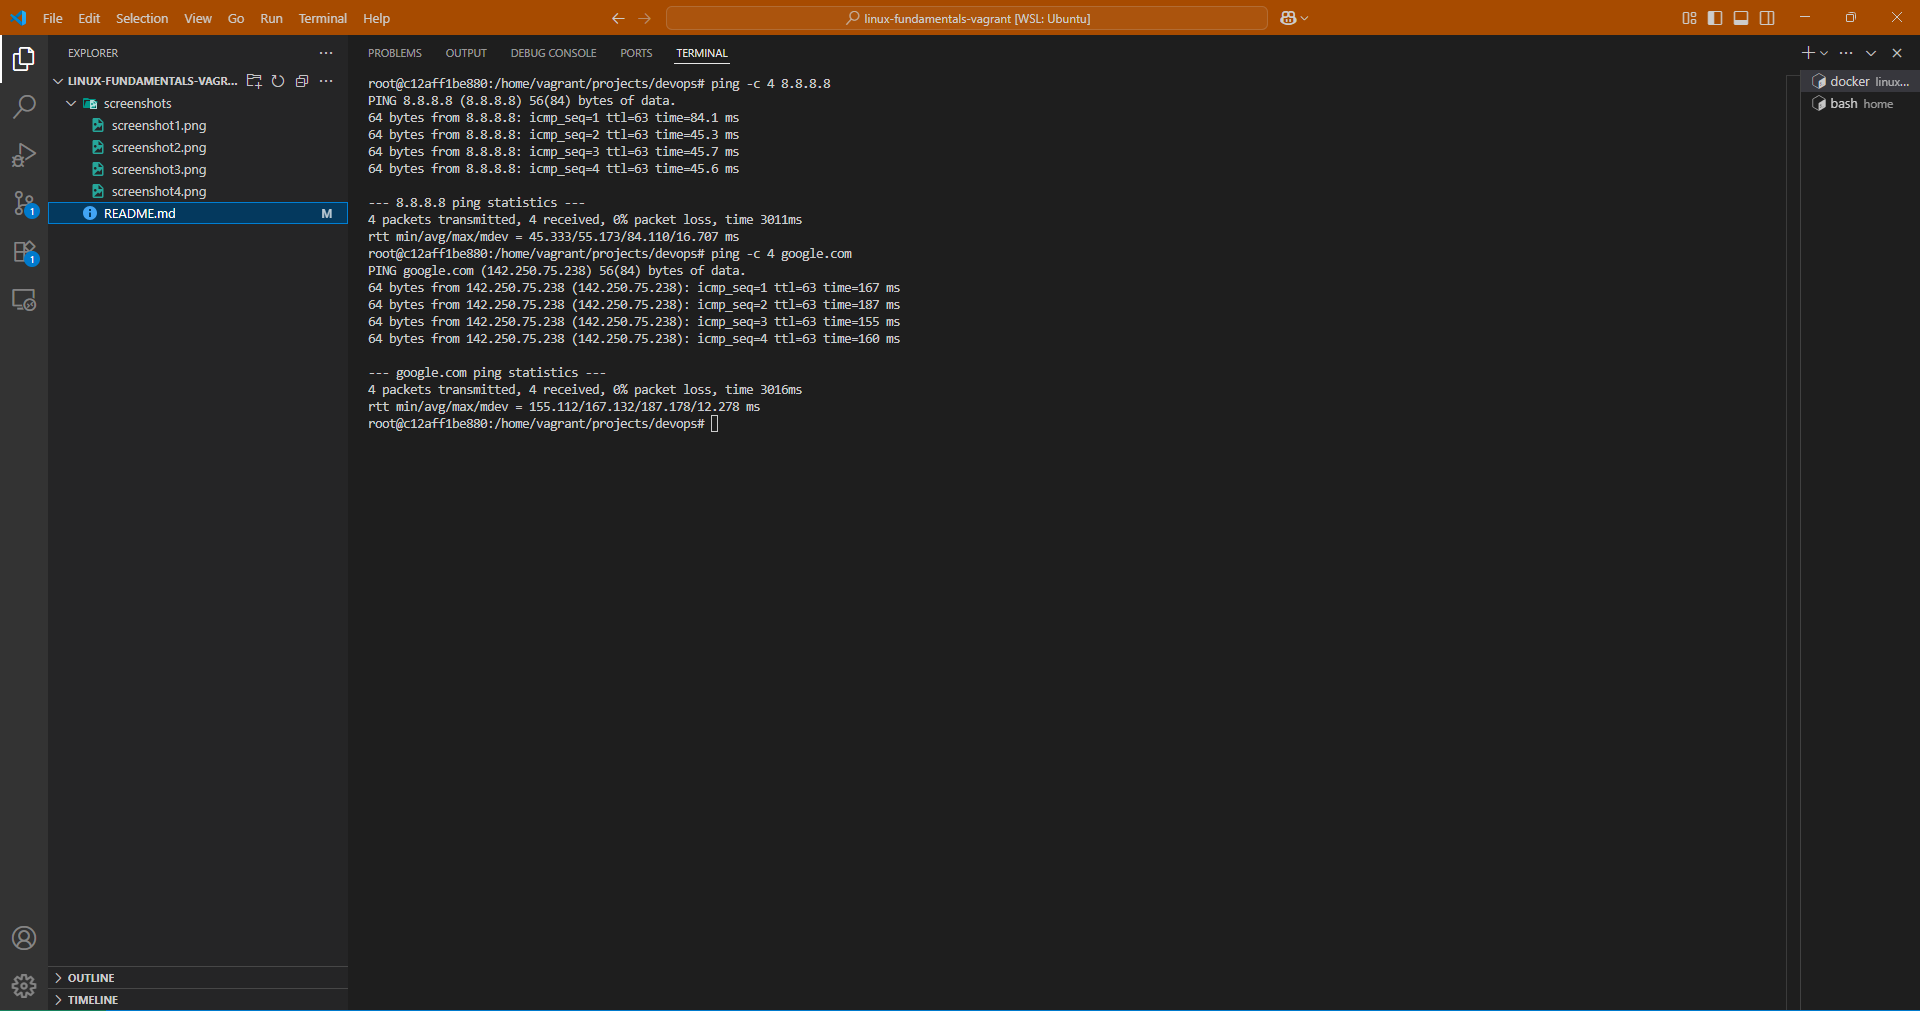 File Edit Selection View Go Run Terminal Help
linux-fundamentals-vagrant [WSL: Ubuntu]
EXPLORER
LINUX-FUNDAMENTALS-VAGR...
screenshots
screenshot1.png
screenshot2.png
screenshot3.png
screenshot4.png
README.md M
1
1
OUTLINE
TIMELINE
PROBLEMS OUTPUT DEBUG CONSOLE PORTS TERMINAL
root@c12aff1be880:/home/vagrant/projects/devops# ping -c 4 8.8.8.8
PING 8.8.8.8 (8.8.8.8) 56(84) bytes of data.
64 bytes from 8.8.8.8: icmp_seq=1 ttl=63 time=84.1 ms
64 bytes from 8.8.8.8: icmp_seq=2 ttl=63 time=45.3 ms
64 bytes from 8.8.8.8: icmp_seq=3 ttl=63 time=45.7 ms
64 bytes from 8.8.8.8: icmp_seq=4 ttl=63 time=45.6 ms
--- 8.8.8.8 ping statistics ---
4 packets transmitted, 4 received, 0% packet loss, time 3011ms
rtt min/avg/max/mdev = 45.333/55.173/84.110/16.707 ms
root@c12aff1be880:/home/vagrant/projects/devops# ping -c 4 google.com
PING google.com (142.250.75.238) 56(84) bytes of data.
64 bytes from 142.250.75.238 (142.250.75.238): icmp_seq=1 ttl=63 time=167 ms
64 bytes from 142.250.75.238 (142.250.75.238): icmp_seq=2 ttl=63 time=187 ms
64 bytes from 142.250.75.238 (142.250.75.238): icmp_seq=3 ttl=63 time=155 ms
64 bytes from 142.250.75.238 (142.250.75.238): icmp_seq=4 ttl=63 time=160 ms
--- google.com ping statistics ---
4 packets transmitted, 4 received, 0% packet loss, time 3016ms
rtt min/avg/max/mdev = 155.112/167.132/187.178/12.278 ms
root@c12aff1be880:/home/vagrant/projects/devops#
docker linux...
bash home